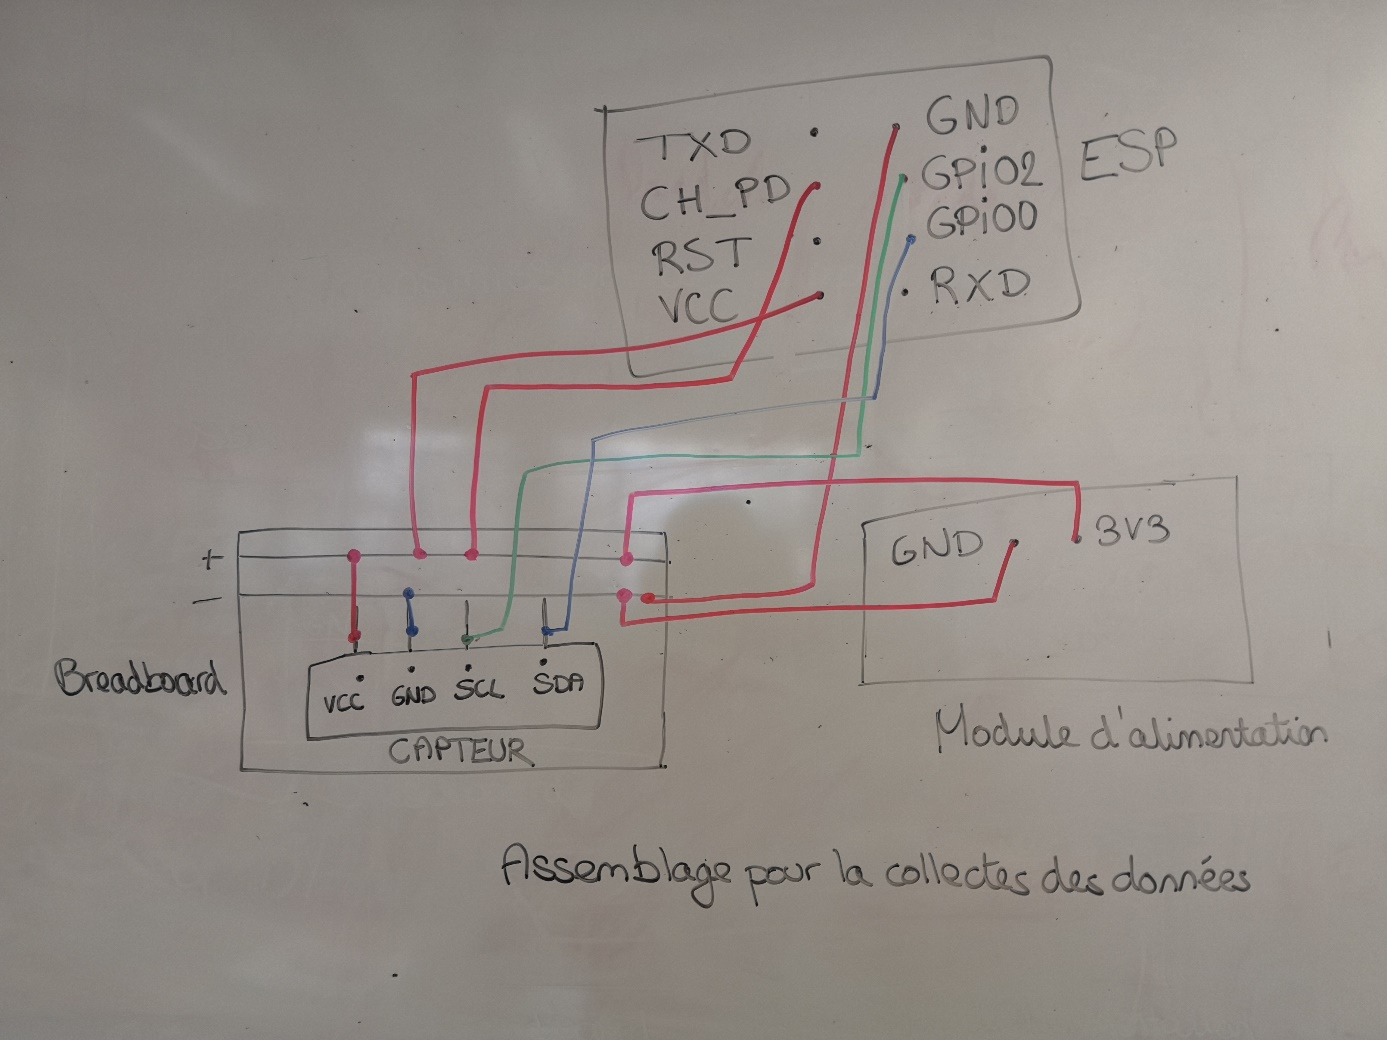 TXD
CH_PD
RST
VCC
GND
GPiO2
GPiO0
RXD
ESP
+
−
VCC
GND
SCL
SDA
CAPTEUR
Breadboard
GND
3V3
Module d'alimentation
Assemblage pour la collectes des données